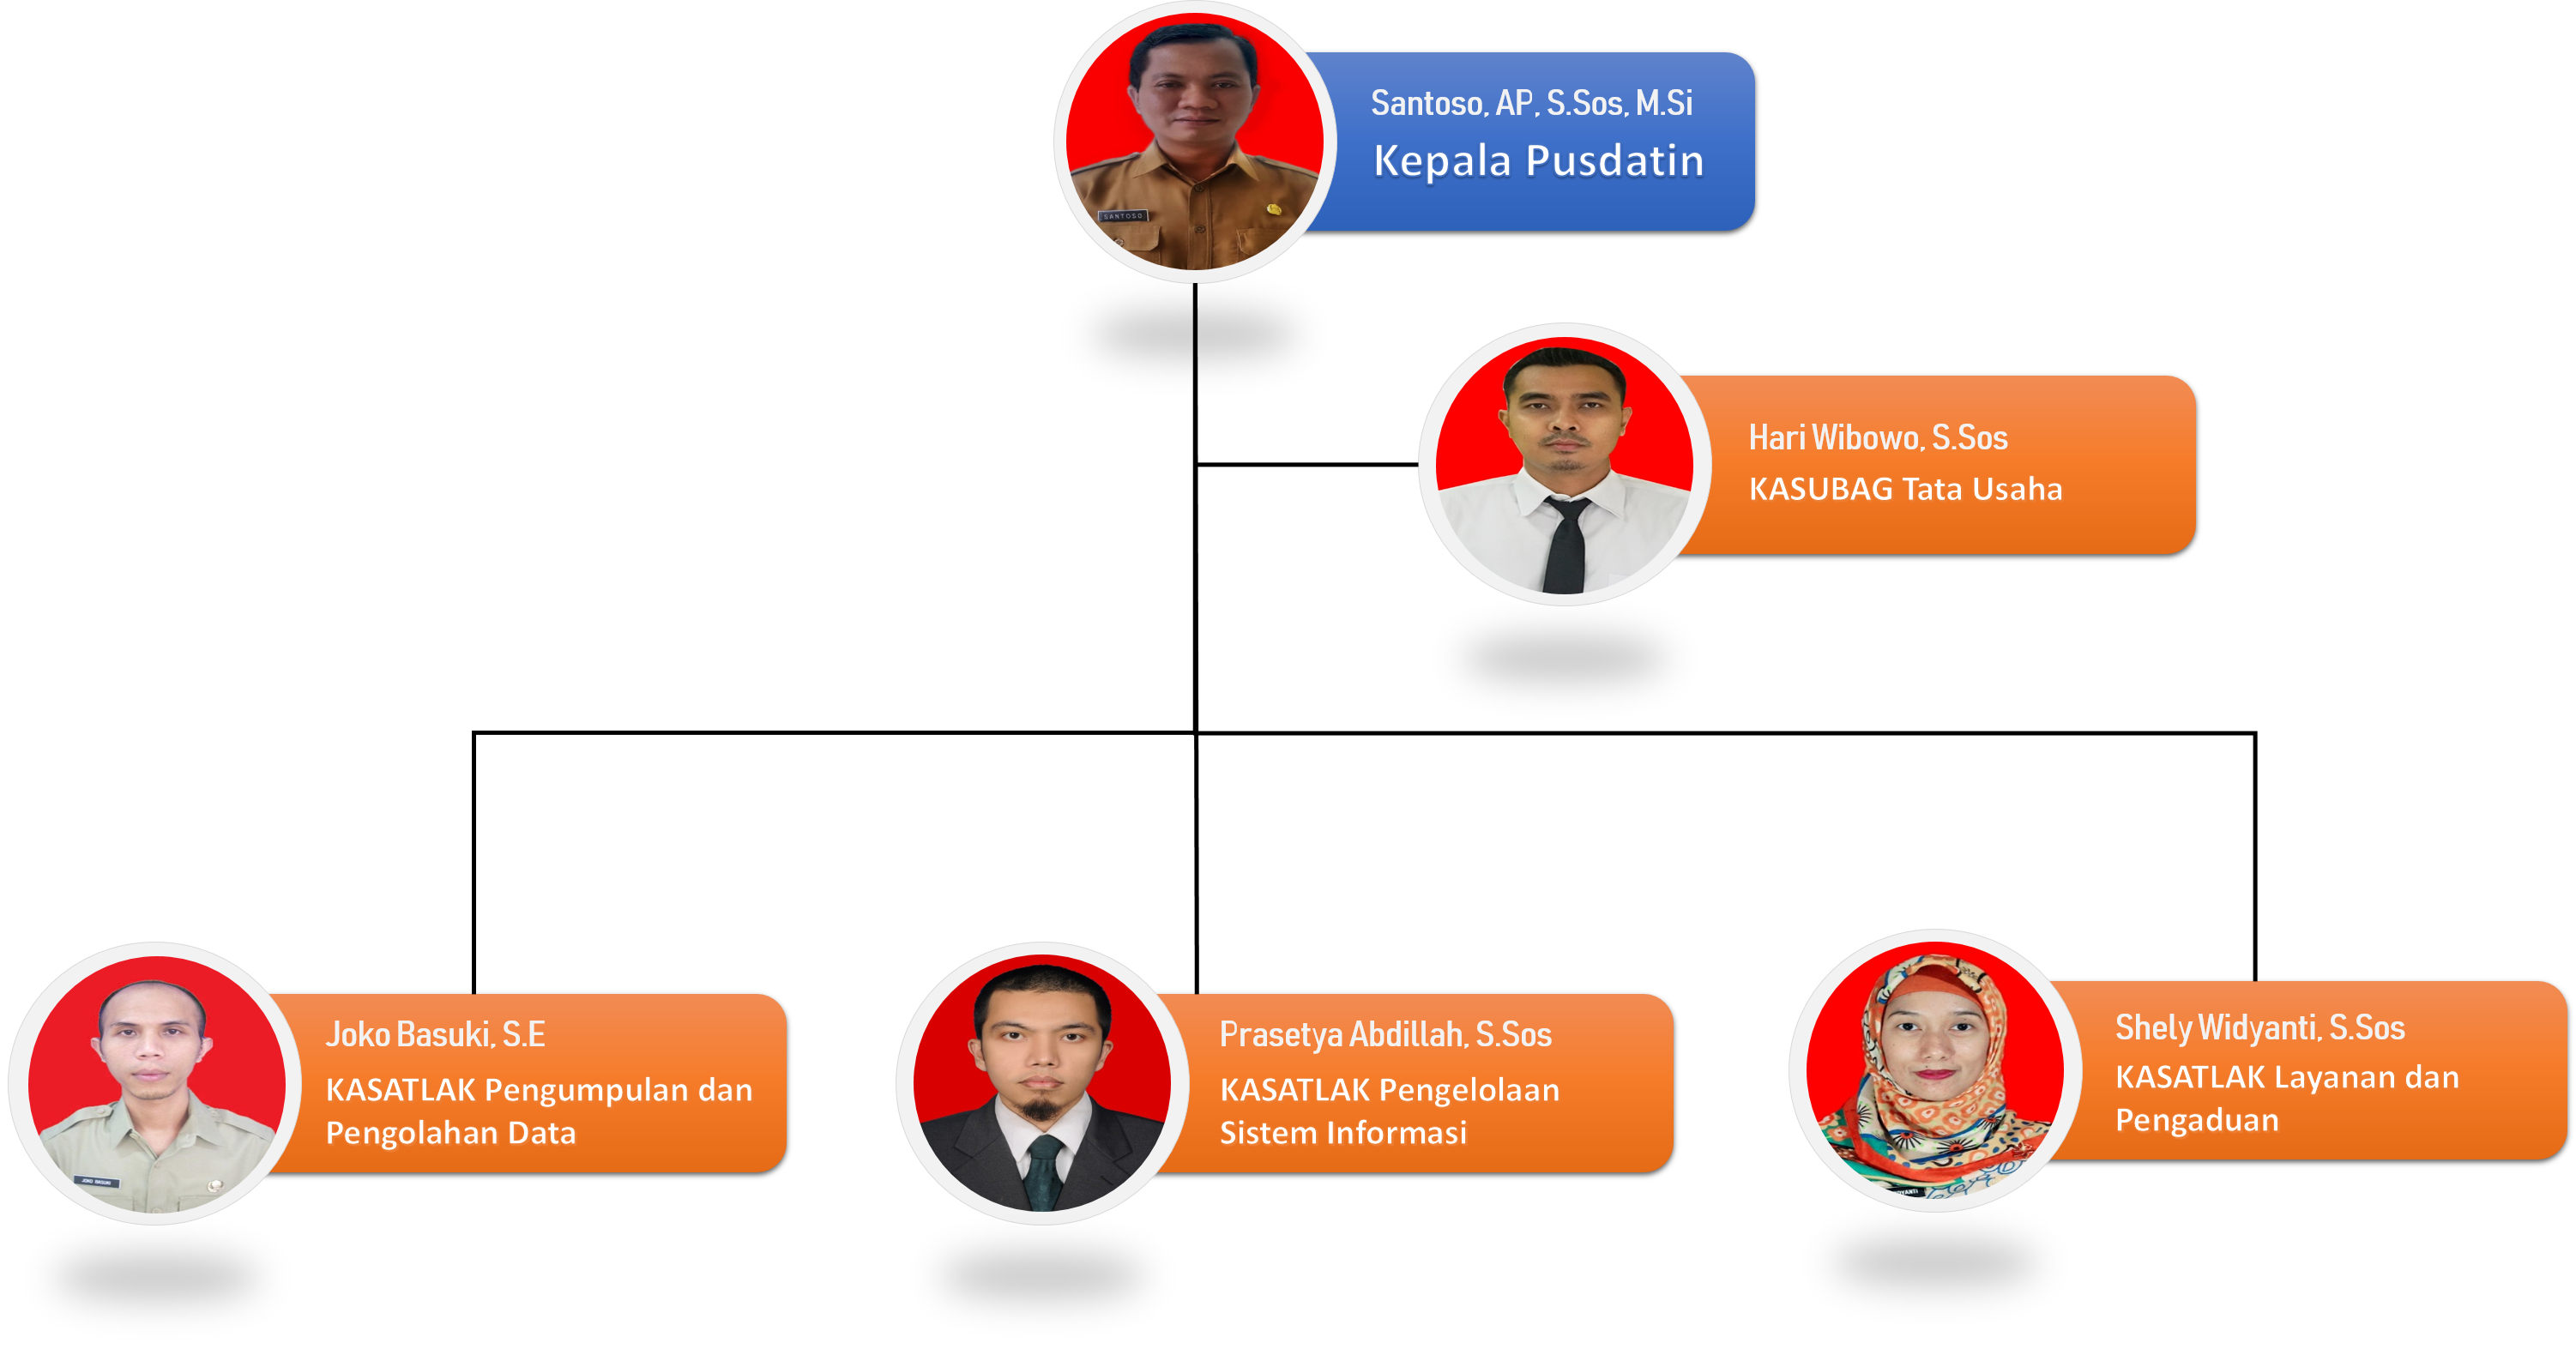 Santoso, AP, S.Sos, M.Si
Kepala Pusdatin
SANTOSO
Hari Wibowo, S.Sos
KASUBAG Tata Usaha
Joko Basuki, S.E
KASATLAK Pengumpulan dan
Pengolahan Data
JOKO BASUKI
Prasetya Abdillah, S.Sos
KASATLAK Pengelolaan
Sistem Informasi
Shely Widyanti, S.Sos
KASATLAK Layanan dan
Pengaduan